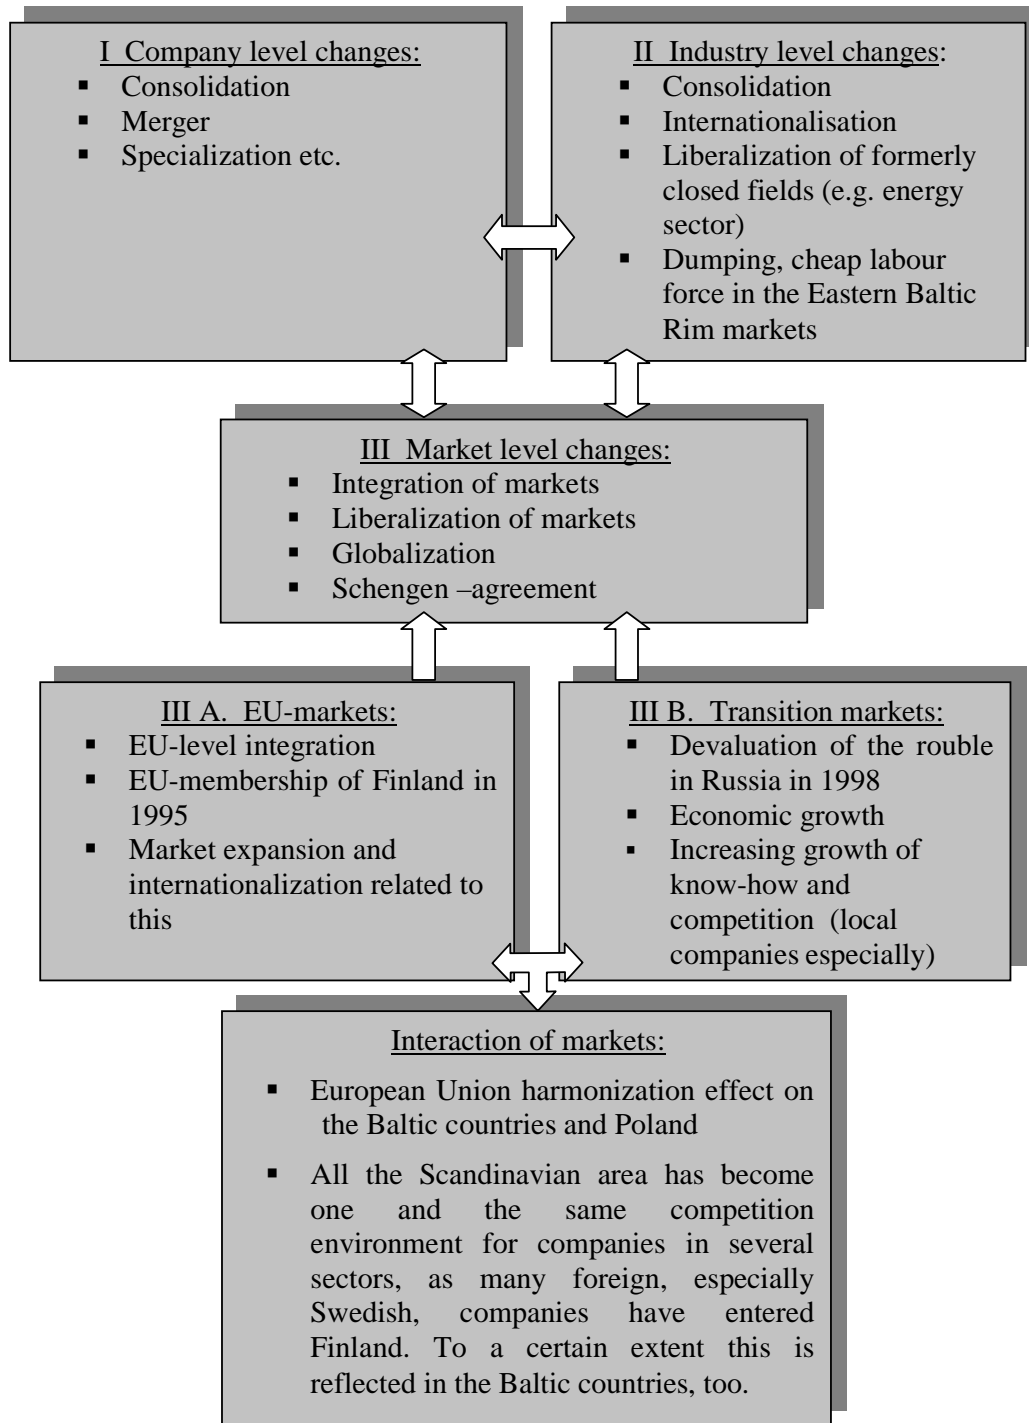 I Company level changes:
▪ Consolidation
▪ Merger
▪ Specialization etc.
II Industry level changes:
▪ Consolidation
▪ Internationalisation
▪ Liberalization of formerly
closed fields (e.g. energy
sector)
▪ Dumping, cheap labour
force in the Eastern Baltic
Rim markets
III Market level changes:
▪ Integration of markets
▪ Liberalization of markets
▪ Globalization
▪ Schengen –agreement
III A. EU-markets:
▪ EU-level integration
▪ EU-membership of Finland in
1995
▪ Market expansion and
internationalization related to
this
III B. Transition markets:
▪ Devaluation of the rouble
in Russia in 1998
▪ Economic growth
▪ Increasing growth of
know-how and
competition (local
companies especially)
Interaction of markets:
▪ European Union harmonization effect on
the Baltic countries and Poland
▪ All the Scandinavian area has become
one and the same competition
environment for companies in several
sectors, as many foreign, especially
Swedish, companies have entered
Finland. To a certain extent this is
reflected in the Baltic countries, too.